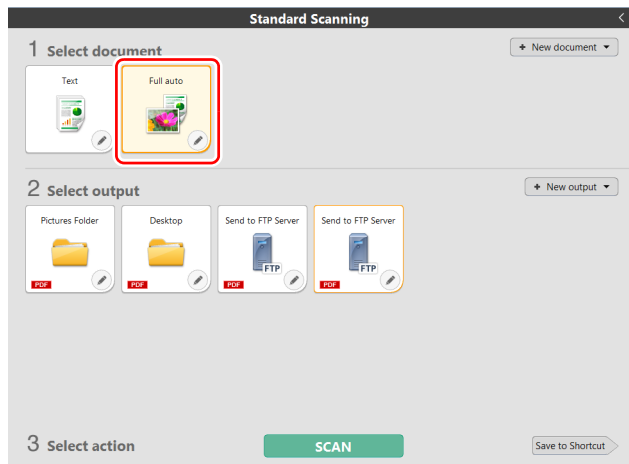 Standard Scanning
1 Select document
+ New document
Text
Full auto
2 Select output
+ New output
Pictures Folder
Desktop
Send to FTP Server
Send to FTP Server
FTP
FTP
PDF
PDF
PDF
PDF
3 Select action
SCAN
Save to Shortcut